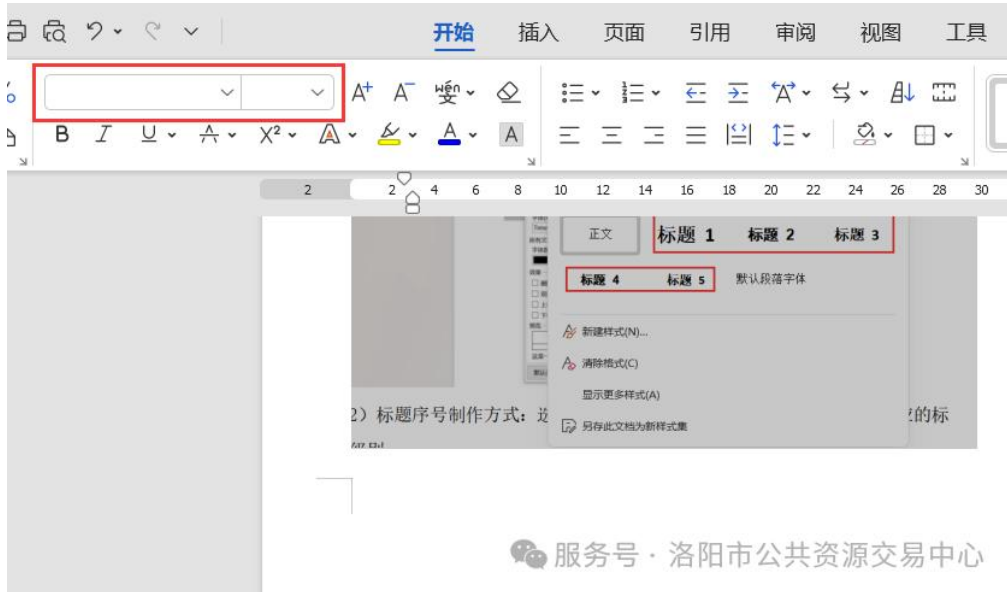 开始 插入 页面 引用 审阅 视图 工具
A+ A- wén 变 A
B I U A X² A A A
2 2 4 6 8 10 12 14 16 18 20 22 24 26 28 30
正文 标题 1 标题 2 标题 3
标题 4 标题 5 默认段落字体
新建样式(N)...
清除格式(C)
显示更多样式(A)
2）标题序号制作方式：选
的标
另存此文档为新样式集
服务号 · 洛阳市公共资源交易中心